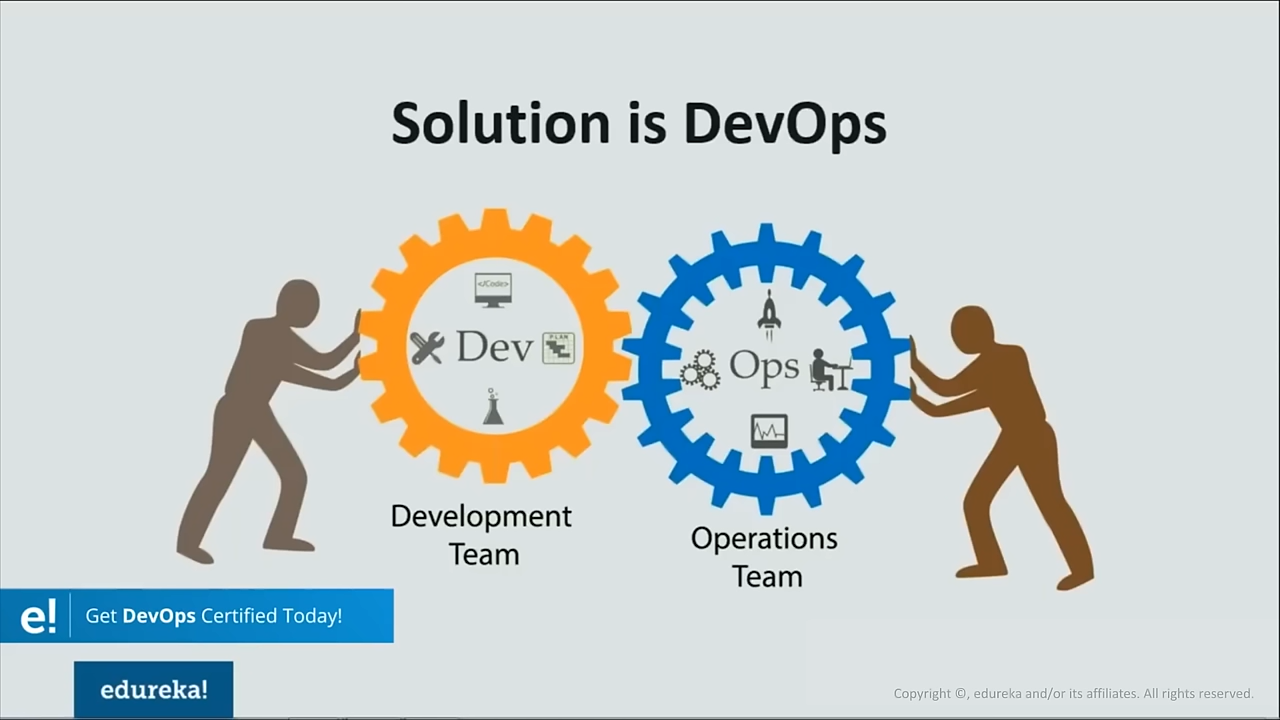 Solution is DevOps
</Code>
Dev
PLAN
Ops
Development
Team
Operations
Team
e!
Get DevOps Certified Today!
edureka!
Copyright ©, edureka and/or its affiliates. All rights reserved.